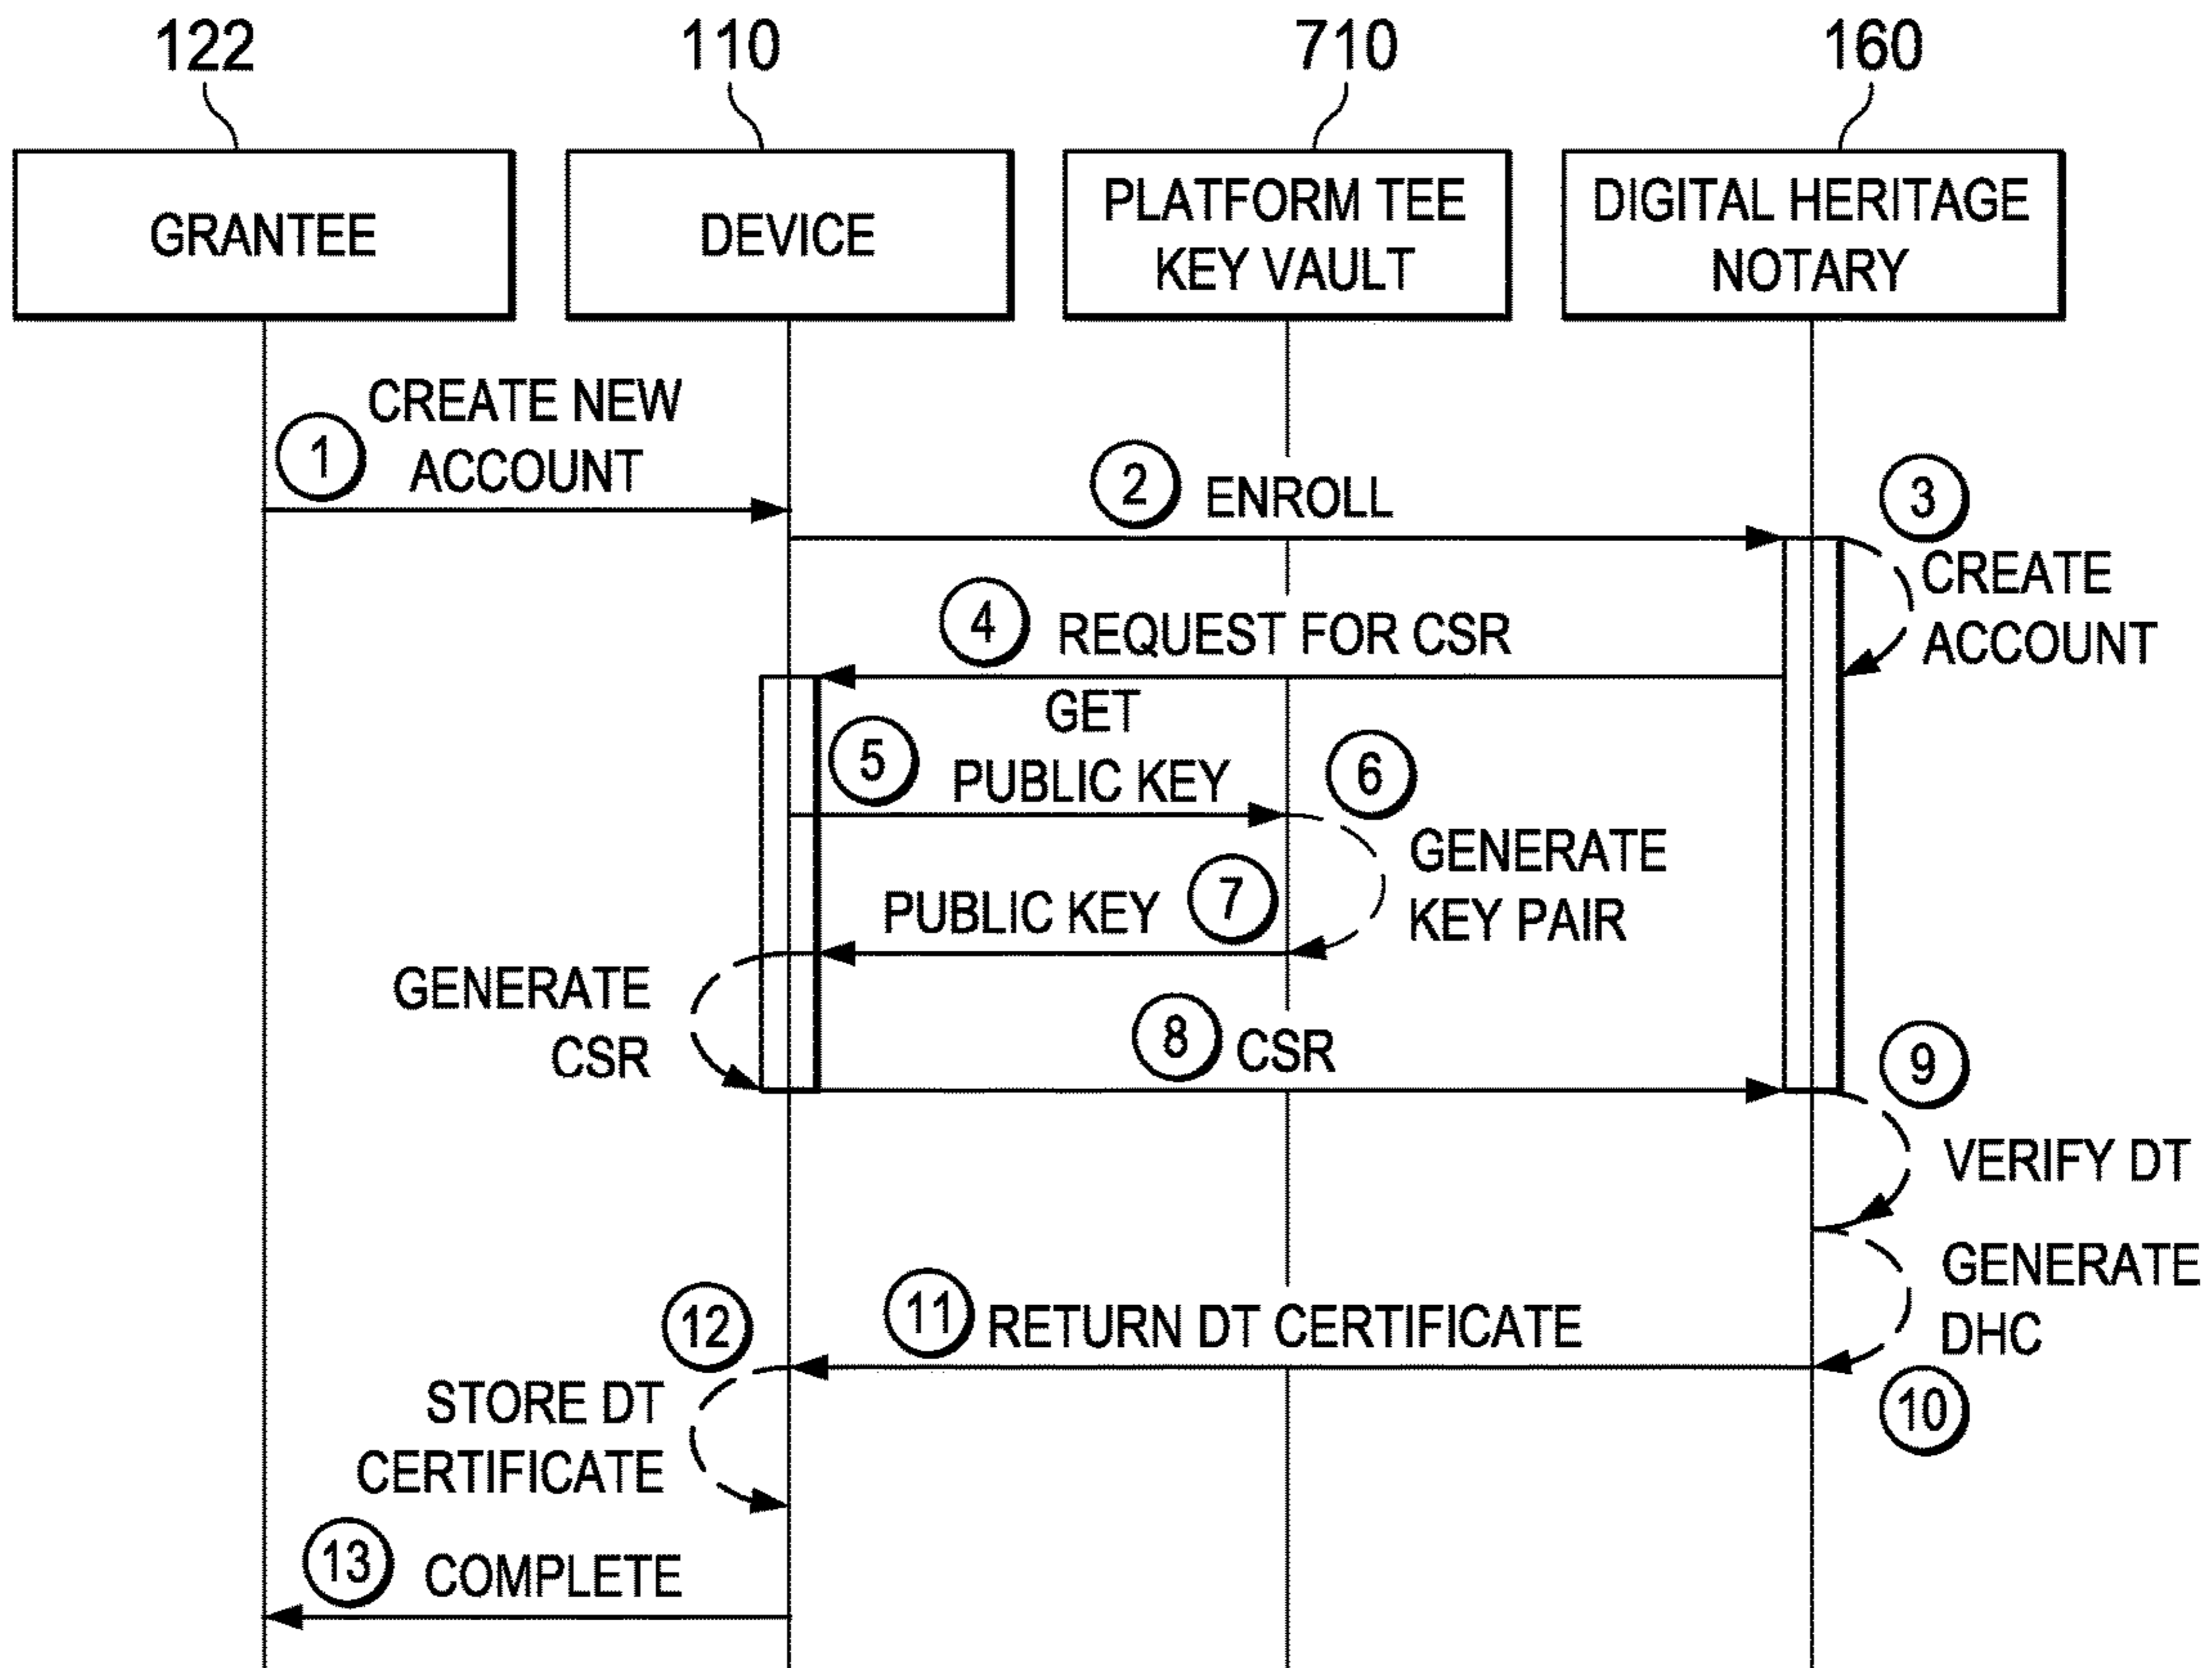 122
110
710
160
GRANTEE
DEVICE
PLATFORM TEE
KEY VAULT
DIGITAL HERITAGE
NOTARY
CREATE NEW
1
ACCOUNT
2
ENROLL
3
CREATE
ACCOUNT
4
REQUEST FOR CSR
GET
5
PUBLIC KEY
6
GENERATE
KEY PAIR
PUBLIC KEY
7
GENERATE
CSR
8
CSR
9
VERIFY DT
GENERATE
DHC
10
11
RETURN DT CERTIFICATE
12
STORE DT
CERTIFICATE
13
COMPLETE